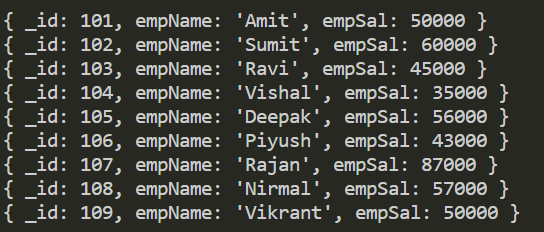 { _id: 101, empName: 'Amit', empSal: 50000 }
{ _id: 102, empName: 'Sumit', empSal: 60000 }
{ _id: 103, empName: 'Ravi', empSal: 45000 }
{ _id: 104, empName: 'Vishal', empSal: 35000 }
{ _id: 105, empName: 'Deepak', empSal: 56000 }
{ _id: 106, empName: 'Piyush', empSal: 43000 }
{ _id: 107, empName: 'Rajan', empSal: 87000 }
{ _id: 108, empName: 'Nirmal', empSal: 57000 }
{ _id: 109, empName: 'Vikrant', empSal: 50000 }